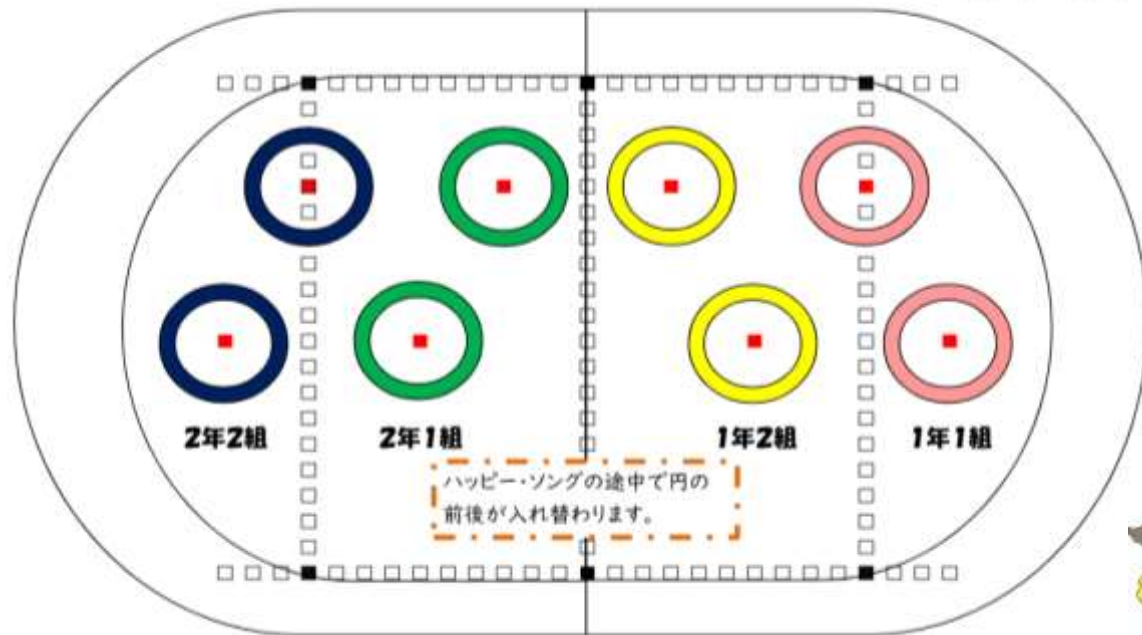 2年2組
2年1組
1年2組
1年1組
ハッピー・ソングの途中で円の
前後が入れ替わります。